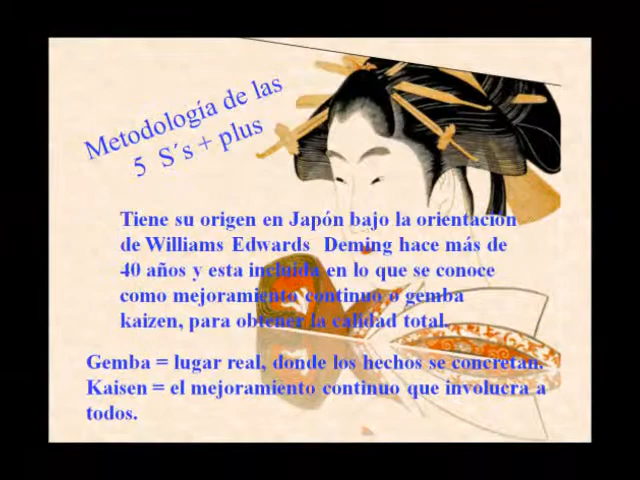 Metodología de las
5 S´s + plus
Tiene su origen en Japón bajo la orientación
de Williams Edwards Deming hace más de
40 años y esta incluida en lo que se conoce
como mejoramiento continuo o gemba
kaizen, para obtener la calidad total.
Gemba = lugar real, donde los hechos se concretan.
Kaisen = el mejoramiento continuo que involucra a
todos.